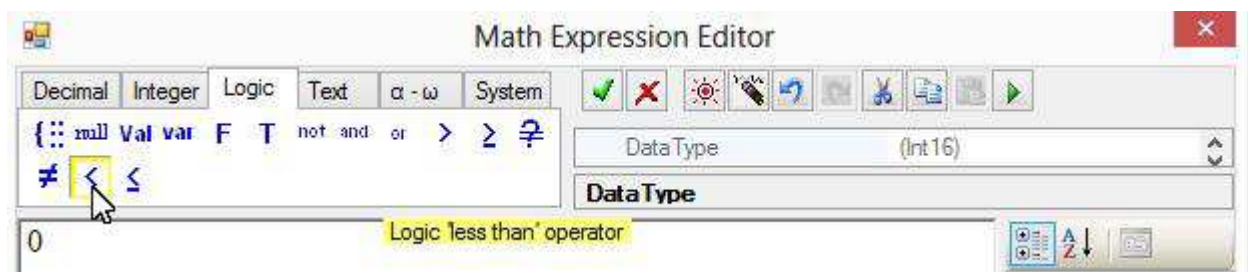 Math Expression Editor
Decimal Integer Logic Text α - ω System
{ null Val var F T not and or > ≥ =?
≠ < ≤
DataType (Int16)
DataType
0
Logic 'less than' operator
A
Z